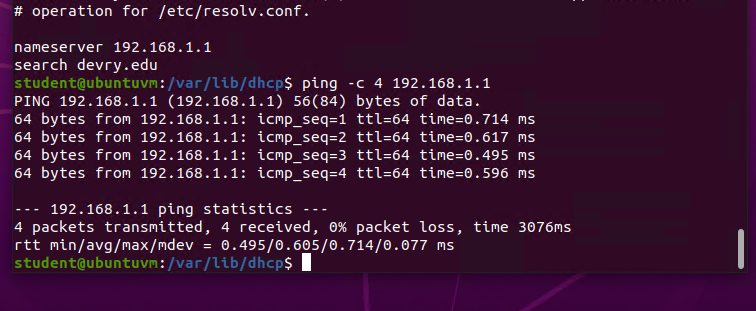 # operation for /etc/resolv.conf.
nameserver 192.168.1.1
search devry.edu
student@ubuntuvm:/var/lib/dhcp$ ping -c 4 192.168.1.1
PING 192.168.1.1 (192.168.1.1) 56(84) bytes of data.
64 bytes from 192.168.1.1: icmp_seq=1 ttl=64 time=0.714 ms
64 bytes from 192.168.1.1: icmp_seq=2 ttl=64 time=0.617 ms
64 bytes from 192.168.1.1: icmp_seq=3 ttl=64 time=0.495 ms
64 bytes from 192.168.1.1: icmp_seq=4 ttl=64 time=0.596 ms
--- 192.168.1.1 ping statistics ---
4 packets transmitted, 4 received, 0% packet loss, time 3076ms
rtt min/avg/max/mdev = 0.495/0.605/0.714/0.077 ms
student@ubuntuvm:/var/lib/dhcp$